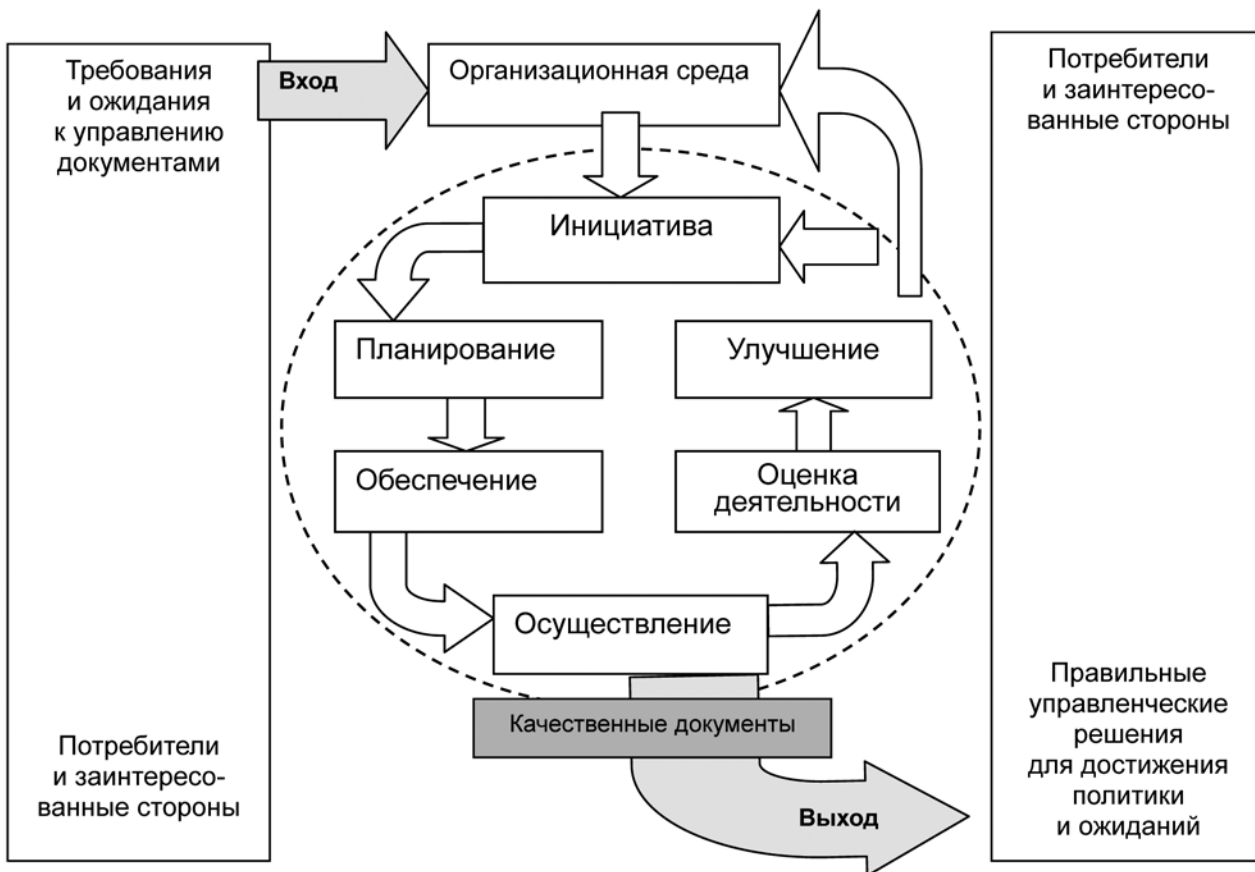 Требования
и ожидания
к управлению
документами
Потребители
и заинтересо-
ванные стороны
Вход
Организационная среда
Инициатива
Планирование
Обеспечение
Осуществление
Оценка
деятельности
Улучшение
Качественные документы
Выход
Потребители
и заинтересо-
ванные стороны
Правильные
управленческие
решения
для достижения
политики
и ожиданий